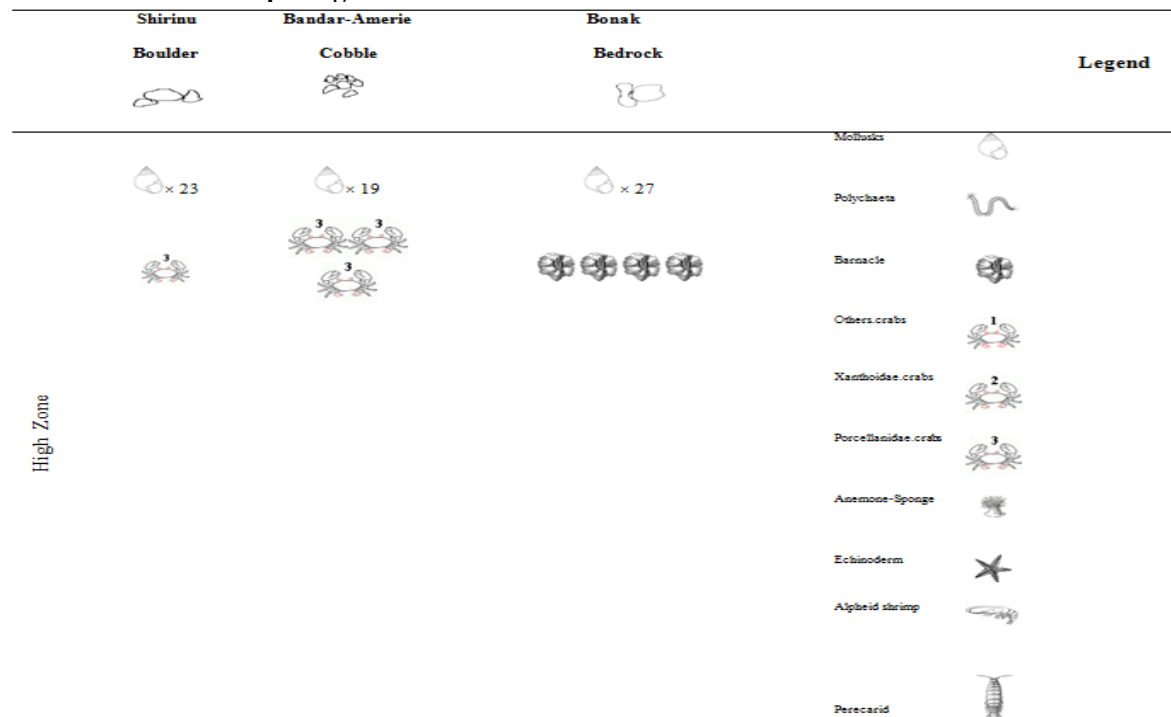 Shirinu Bandar-Amerie Bonak
Boulder Cobble Bedrock
Legend
Mollusks
× 23 × 19 × 27
Polychaeta
3 3
3 3
Barnacle
Others.crabs 1
Xanthoidae.crabs 2
High Zone
Porcellanidae.crabs 3
Anemone-Sponge
Echinoderm
Alpheid shrimp
Perecarid